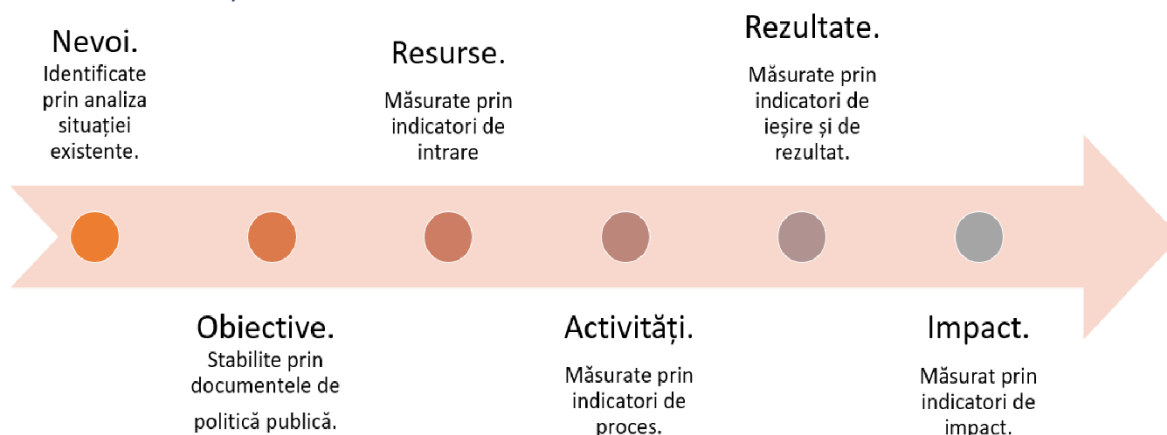 Nevoi.
Identificate
prin analiza
situației
existente.
Obiective.
Stabilite prin
documentele de
politică publică.
Resurse.
Măsurate prin
indicatori de
intrare
Activități.
Măsurate prin
indicatori de
proces.
Rezultate.
Măsurate prin
indicatori de
ieșire și de
rezultat.
Impact.
Măsurat prin
indicatori de
impact.